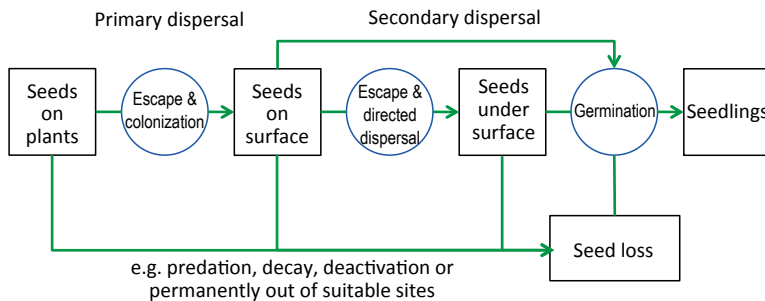 Primary dispersal
Secondary dispersal
Seeds
on
plants
Escape &
colonization
Seeds
on
surface
Escape &
directed
dispersal
Seeds
under
surface
Germination
Seedlings
Seed loss
e.g. predation, decay, deactivation or
permanently out of suitable sites